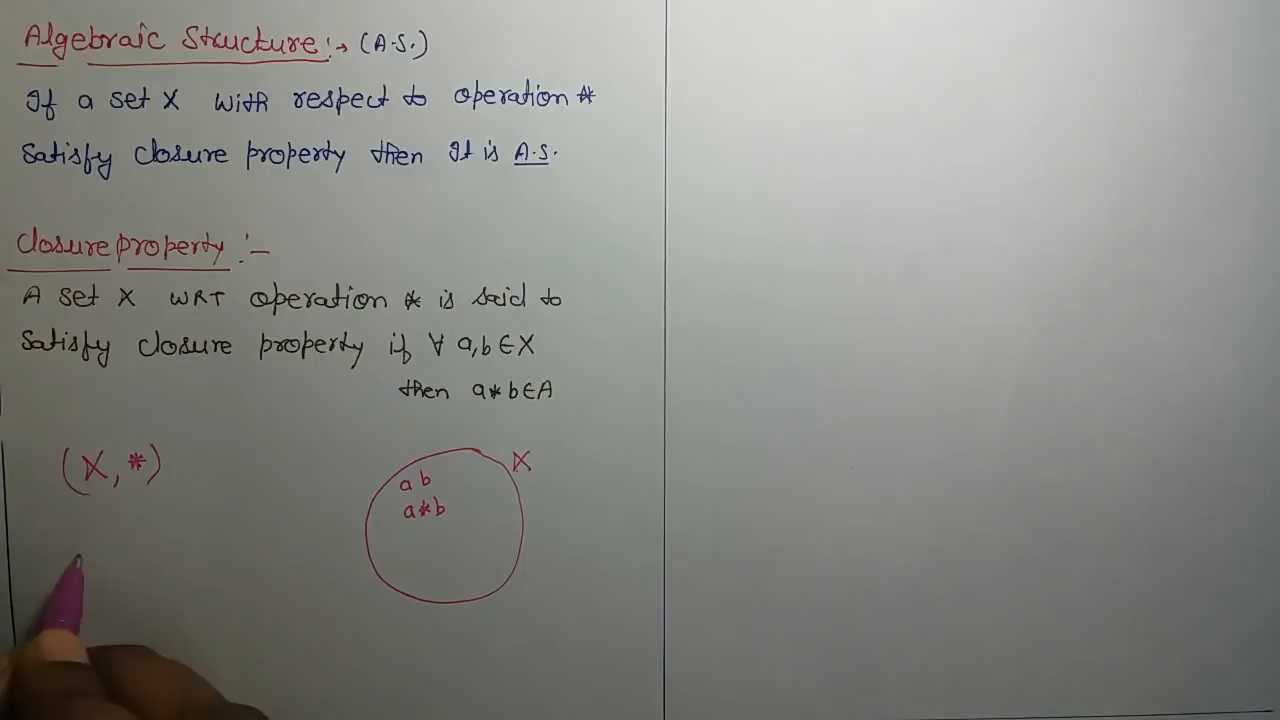 Algebraic Structure :→ (A.S.)
If a set X with respect to operation *
Satisfy closure property then It is A.S.
Closure property :-
A set X WRT operation * is said to
Satisfy closure property if ∀ a,b ∈ X
then a * b ∈ A
(X, *)
X
a b
a * b